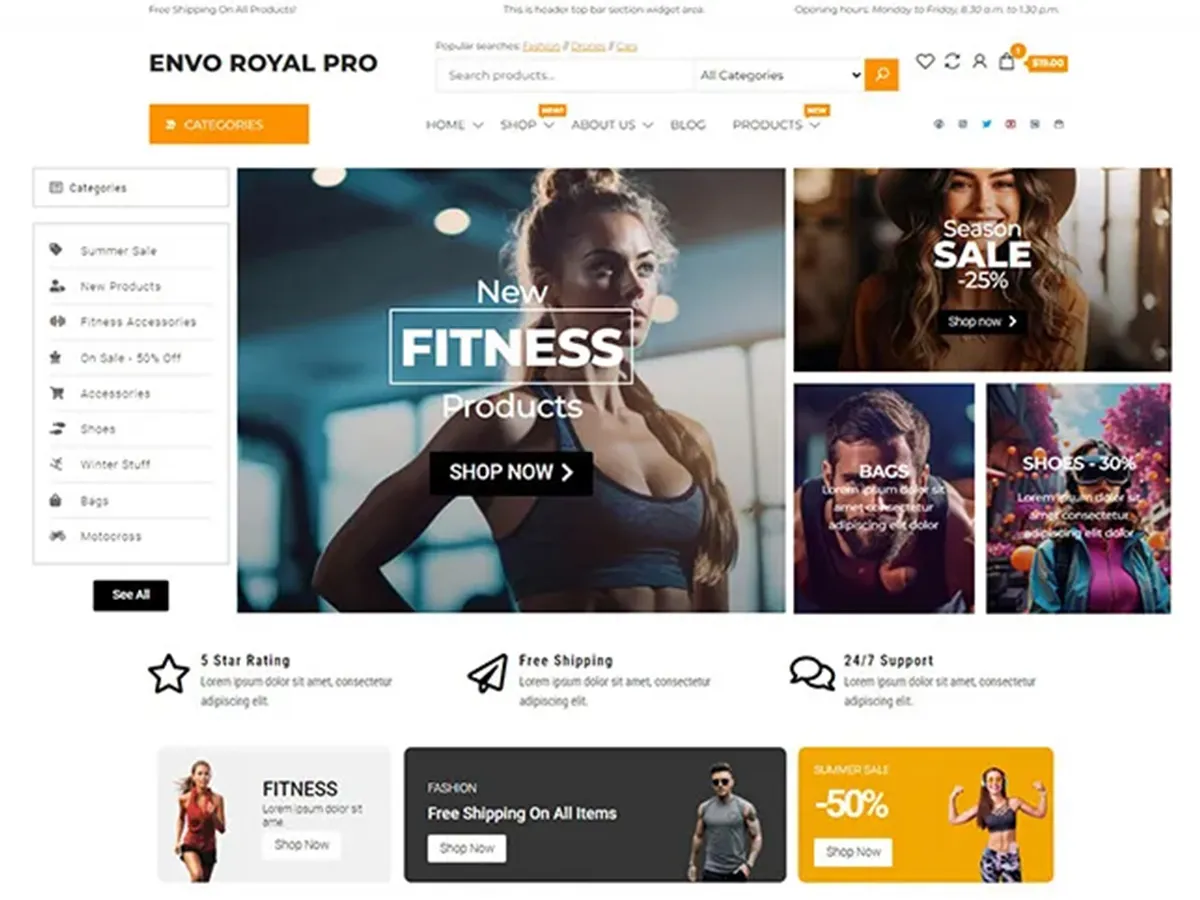 Free Shipping On All Products!
This is header top bar section widget area.
Opening hours: Monday to Friday, 8.30 a.m. to 1.30 p.m.
ENVO ROYAL PRO
Popular searches: Fashion // Drones // Cars
Search products...
All Categories
1
$19.00
CATEGORIES
HOME
SHOP
NEW!
ABOUT US
BLOG
PRODUCTS
NEW
Categories
Summer Sale
New Products
Fitness Accessories
On Sale - 50% Off
Accessories
Shoes
Winter Stuff
Bags
Motocross
See All
New
FITNESS
Products
SHOP NOW
Season
SALE
-25%
Shop now
BAGS
Lorem ipsum dolor sit
amet consectetur
adipiscing elit dolor
SHOES - 30%
Lorem ipsum dolor sit
amet consectetur
adipiscing elit dolor
5 Star Rating
Lorem ipsum dolor sit amet, consectetur
adipiscing elit.
Free Shipping
Lorem ipsum dolor sit amet, consectetur
adipiscing elit.
24/7 Support
Lorem ipsum dolor sit amet, consectetur
adipiscing elit.
FITNESS
Lorem ipsum dolor sit
ame
Shop Now
FASHION
Free Shipping On All Items
Shop Now
SUMMER SALE
-50%
Shop Now